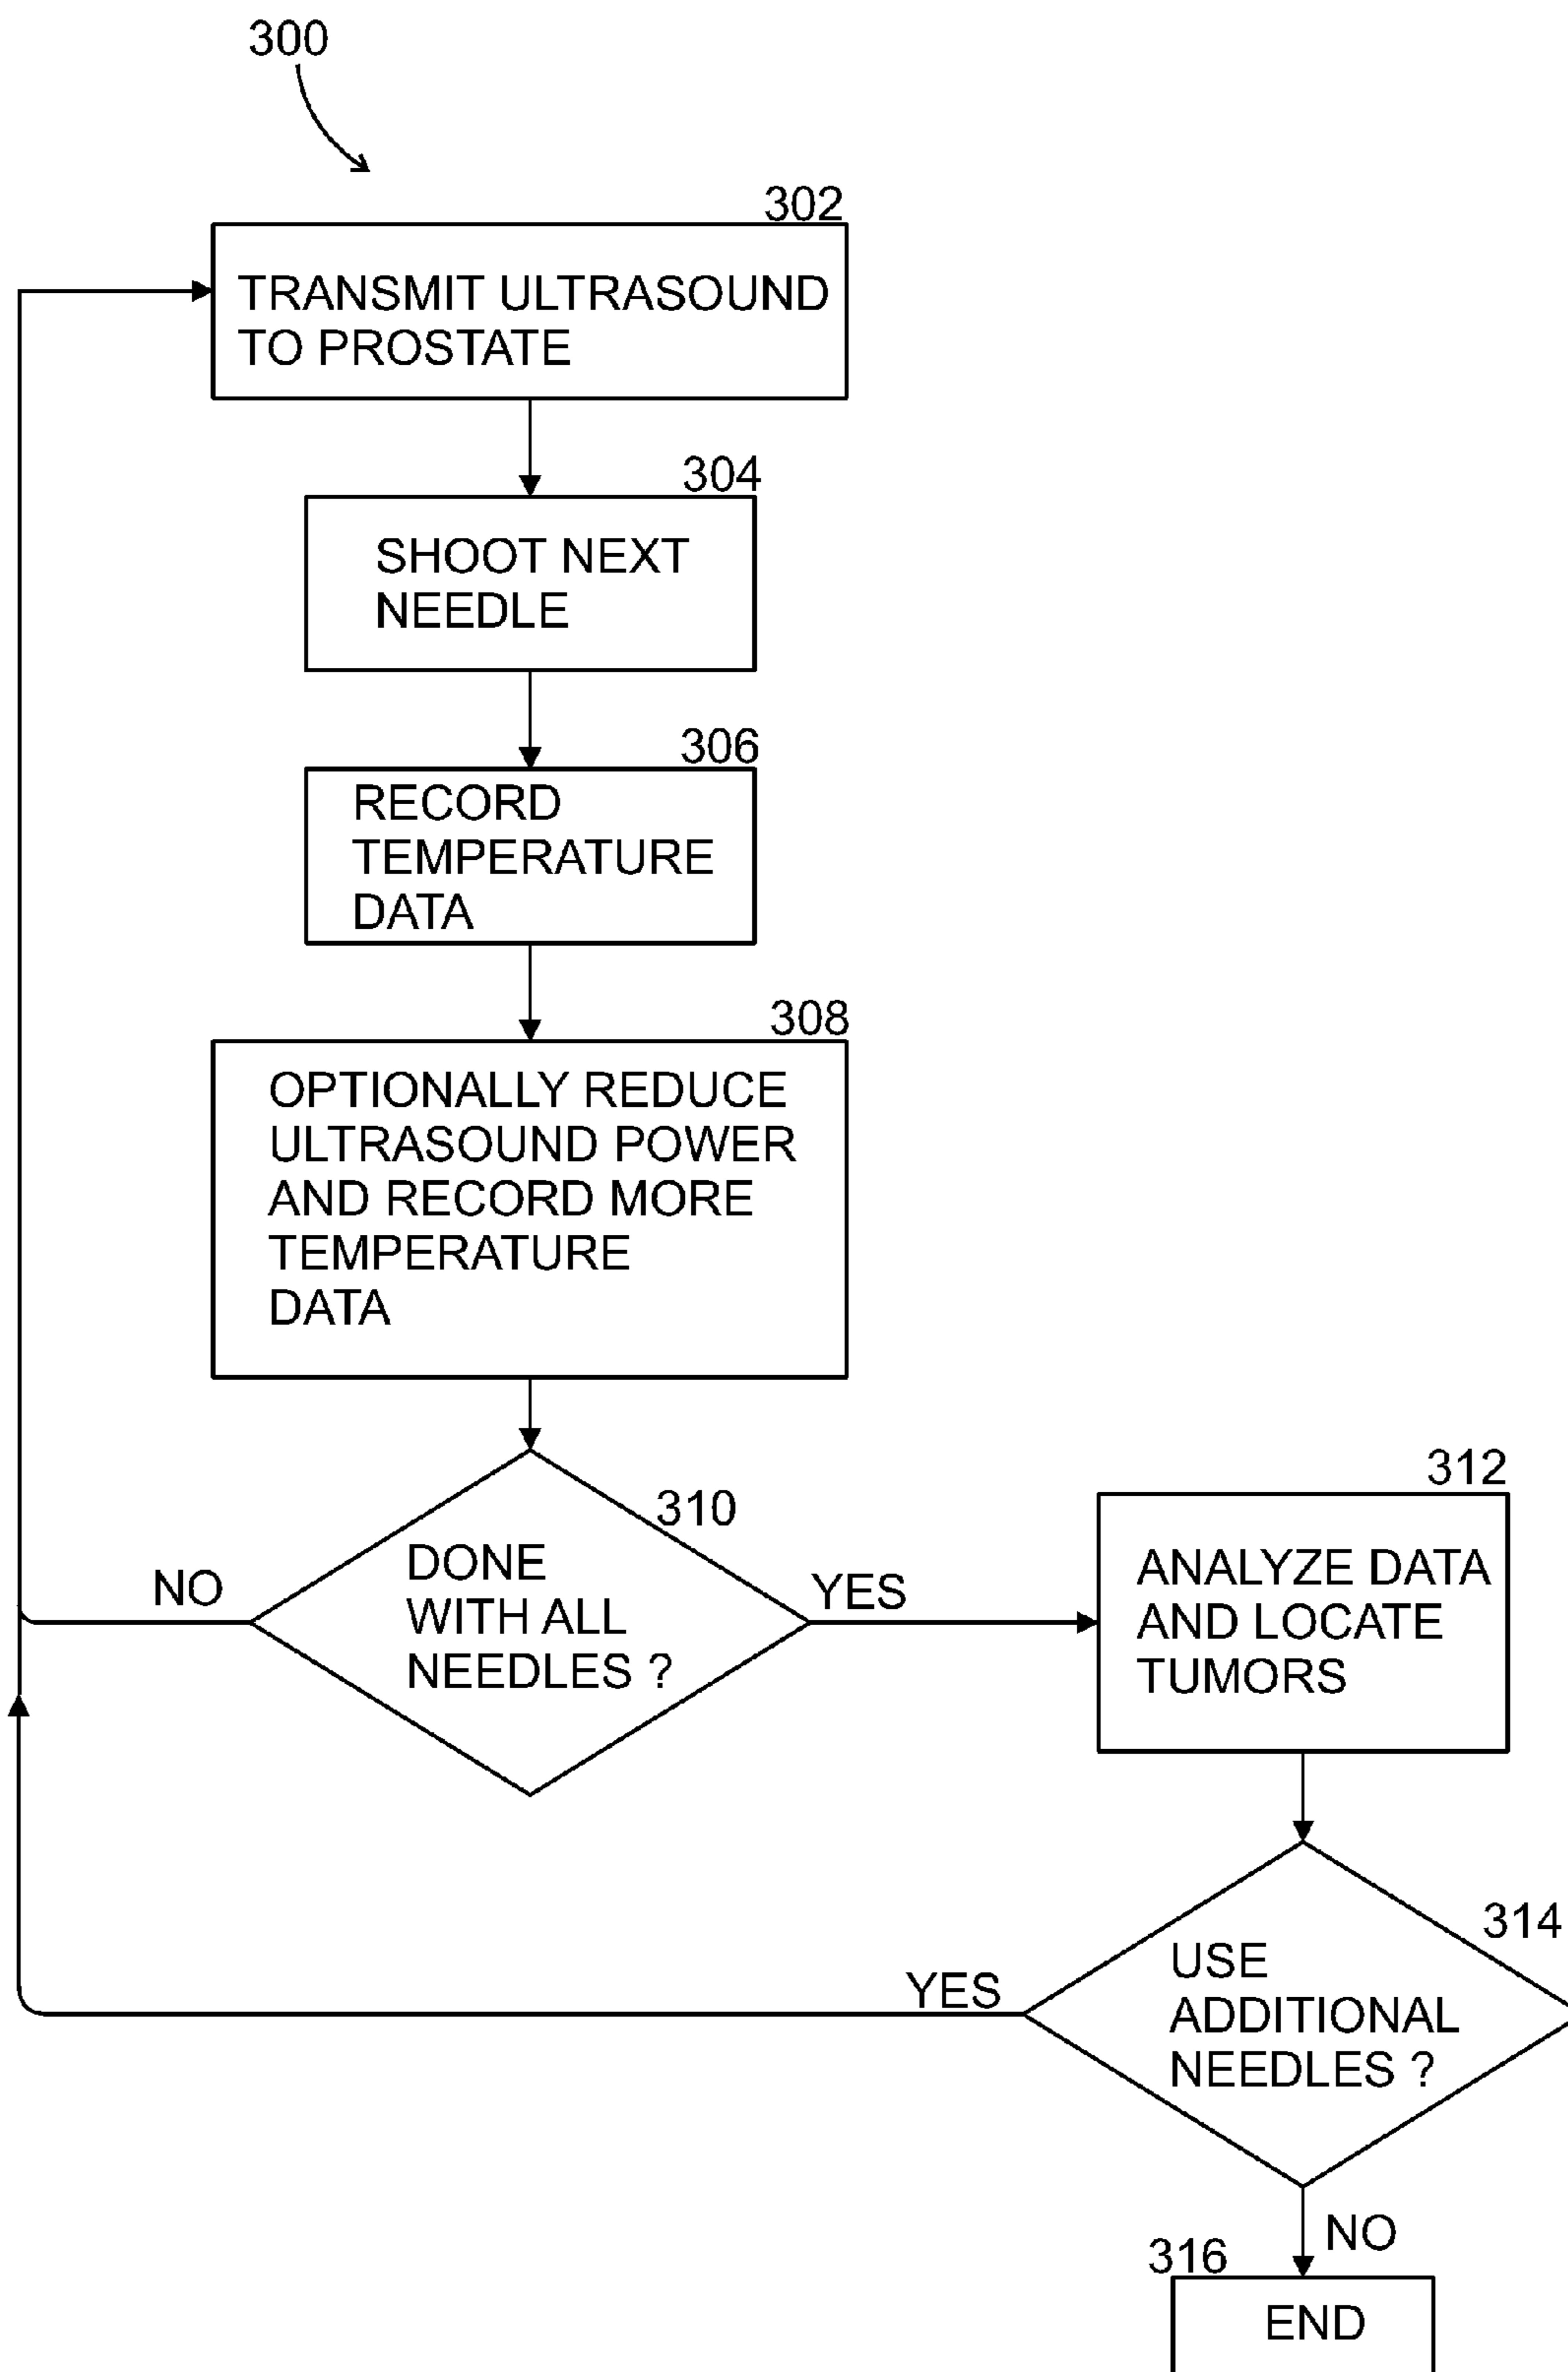 300
302
TRANSMIT ULTRASOUND
TO PROSTATE
304
SHOOT NEXT
NEEDLE
306
RECORD
TEMPERATURE
DATA
308
OPTIONALLY REDUCE
ULTRASOUND POWER
AND RECORD MORE
TEMPERATURE
DATA
310
DONE
WITH ALL
NEEDLES ?
NO
YES
312
ANALYZE DATA
AND LOCATE
TUMORS
314
USE
ADDITIONAL
NEEDLES ?
YES
NO
316
END